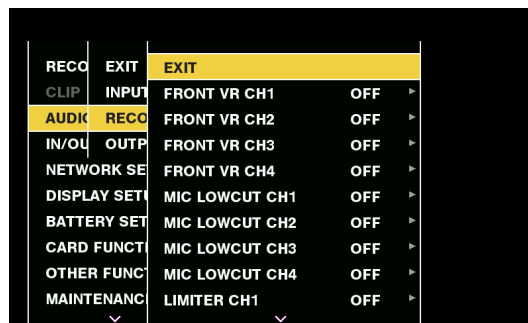 RECO EXIT EXIT
CLIP INPUT FRONT VR CH1 OFF
AUDIO RECO FRONT VR CH2 OFF
IN/OU OUTP FRONT VR CH3 OFF
NETWORK SE FRONT VR CH4 OFF
DISPLAY SETU MIC LOWCUT CH1 OFF
BATTERY SET MIC LOWCUT CH2 OFF
CARD FUNCTI MIC LOWCUT CH3 OFF
OTHER FUNC MIC LOWCUT CH4 OFF
MAINTENANC LIMITER CH1 OFF